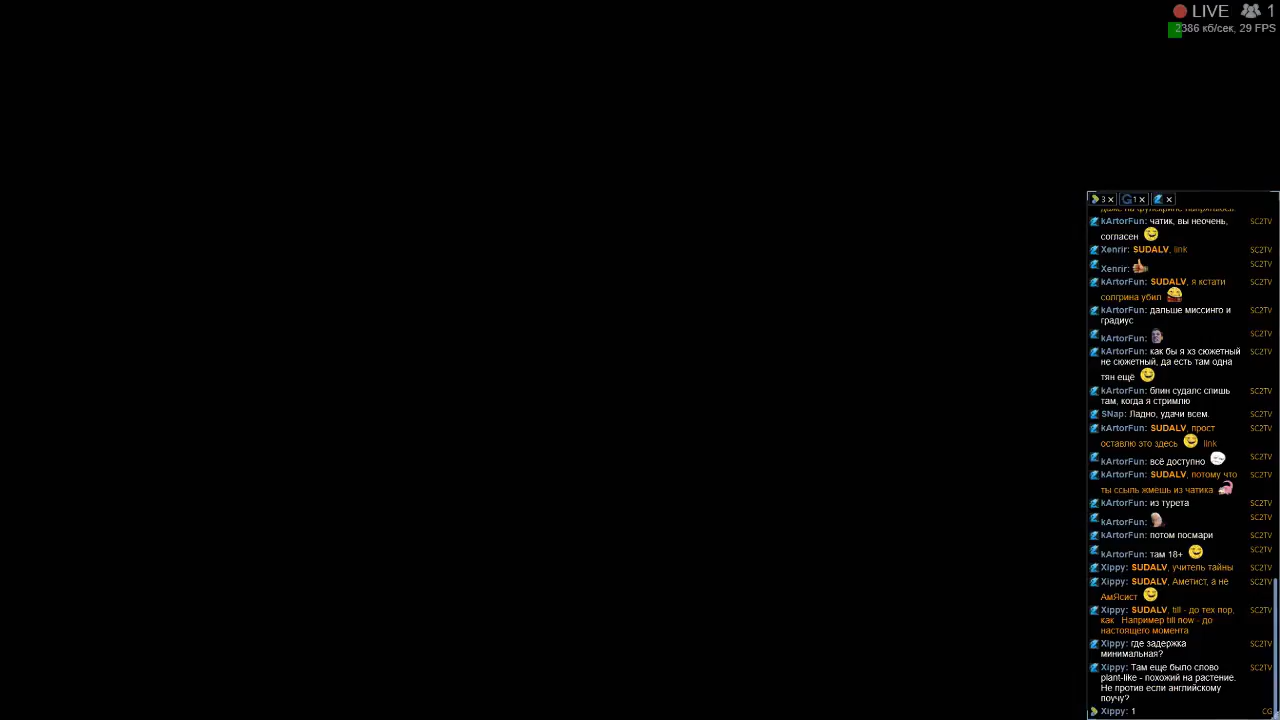 LIVE 1
2386 кб/сек, 29 FPS
3 × G 1 × ×
kArtorFun: чатик, вы неочень, SC2TV
согласен
Xenrir: SUDALV, link SC2TV
Xenrir: SC2TV
kArtorFun: SUDALV, я кстати SC2TV
солгрина убил
kArtorFun: дальше миссинго и SC2TV
градиус
kArtorFun: SC2TV
kArtorFun: как бы я хз сюжетный SC2TV
не сюжетный, да есть там одна
тян ещё
kArtorFun: блин судалс спишь SC2TV
там, когда я стримлю
SNap: Ладно, удачи всем. SC2TV
kArtorFun: SUDALV, прост SC2TV
оставлю это здесь link
kArtorFun: всё доступно SC2TV
kArtorFun: SUDALV, потому что SC2TV
ты ссыль жмешь из чатика
kArtorFun: из турета SC2TV
kArtorFun: SC2TV
kArtorFun: потом посмари SC2TV
kArtorFun: там 18+ SC2TV
Xippy: SUDALV, учитель тайны SC2TV
Xippy: SUDALV, Аметист, а не SC2TV
АмЯсист
Xippy: SUDALV, till - до тех пор, SC2TV
как Например till now - до
настоящего момента
Xippy: где задержка SC2TV
минимальная?
Xippy: Там еще было слово SC2TV
plant-like - похожий на растение.
Не против если английскому
поучу?
Xippy: 1 CG